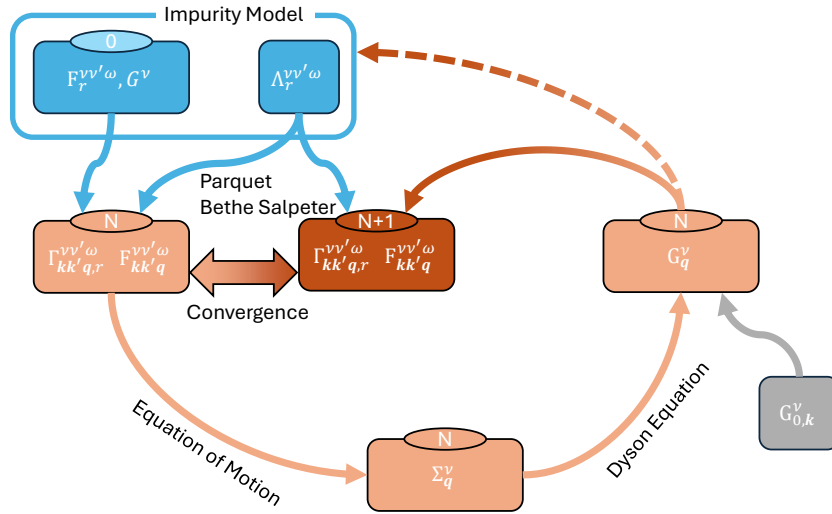 Impurity Model
0
F_r^{νν'ω}, G^ν
Λ_r^{νν'ω}
Parquet
Bethe Salpeter
N
Γ_{kk'q,r}^{νν'ω} F_{kk'q}^{νν'ω}
N+1
Γ_{kk'q,r}^{νν'ω} F_{kk'q}^{νν'ω}
N
G_q^ν
Convergence
G_{0,k}^ν
Equation of Motion
Dyson Equation
N
Σ_q^ν